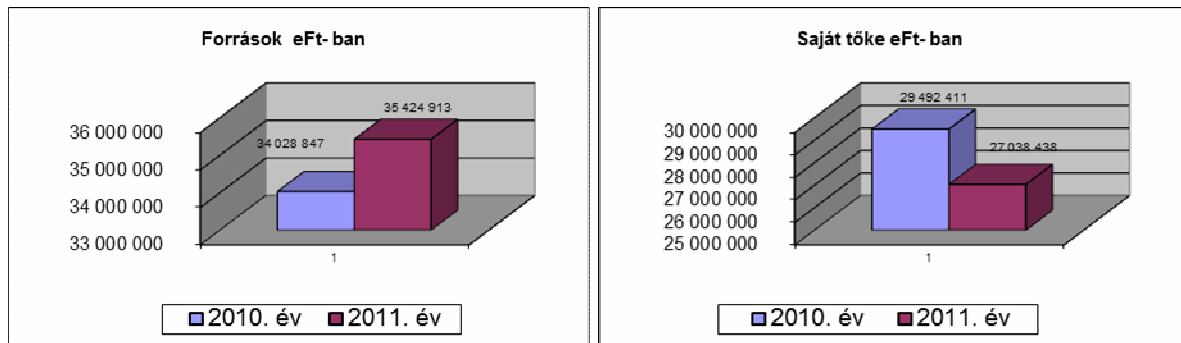 Források eFt- ban
35 424 913
34 028 847
36 000 000
35 000 000
34 000 000
33 000 000
1
2010. év 2011. év
Saját tőke eFt- ban
29 492 411
27 038 438
30 000 000
29 000 000
28 000 000
27 000 000
26 000 000
25 000 000
1
2010. év 2011. év